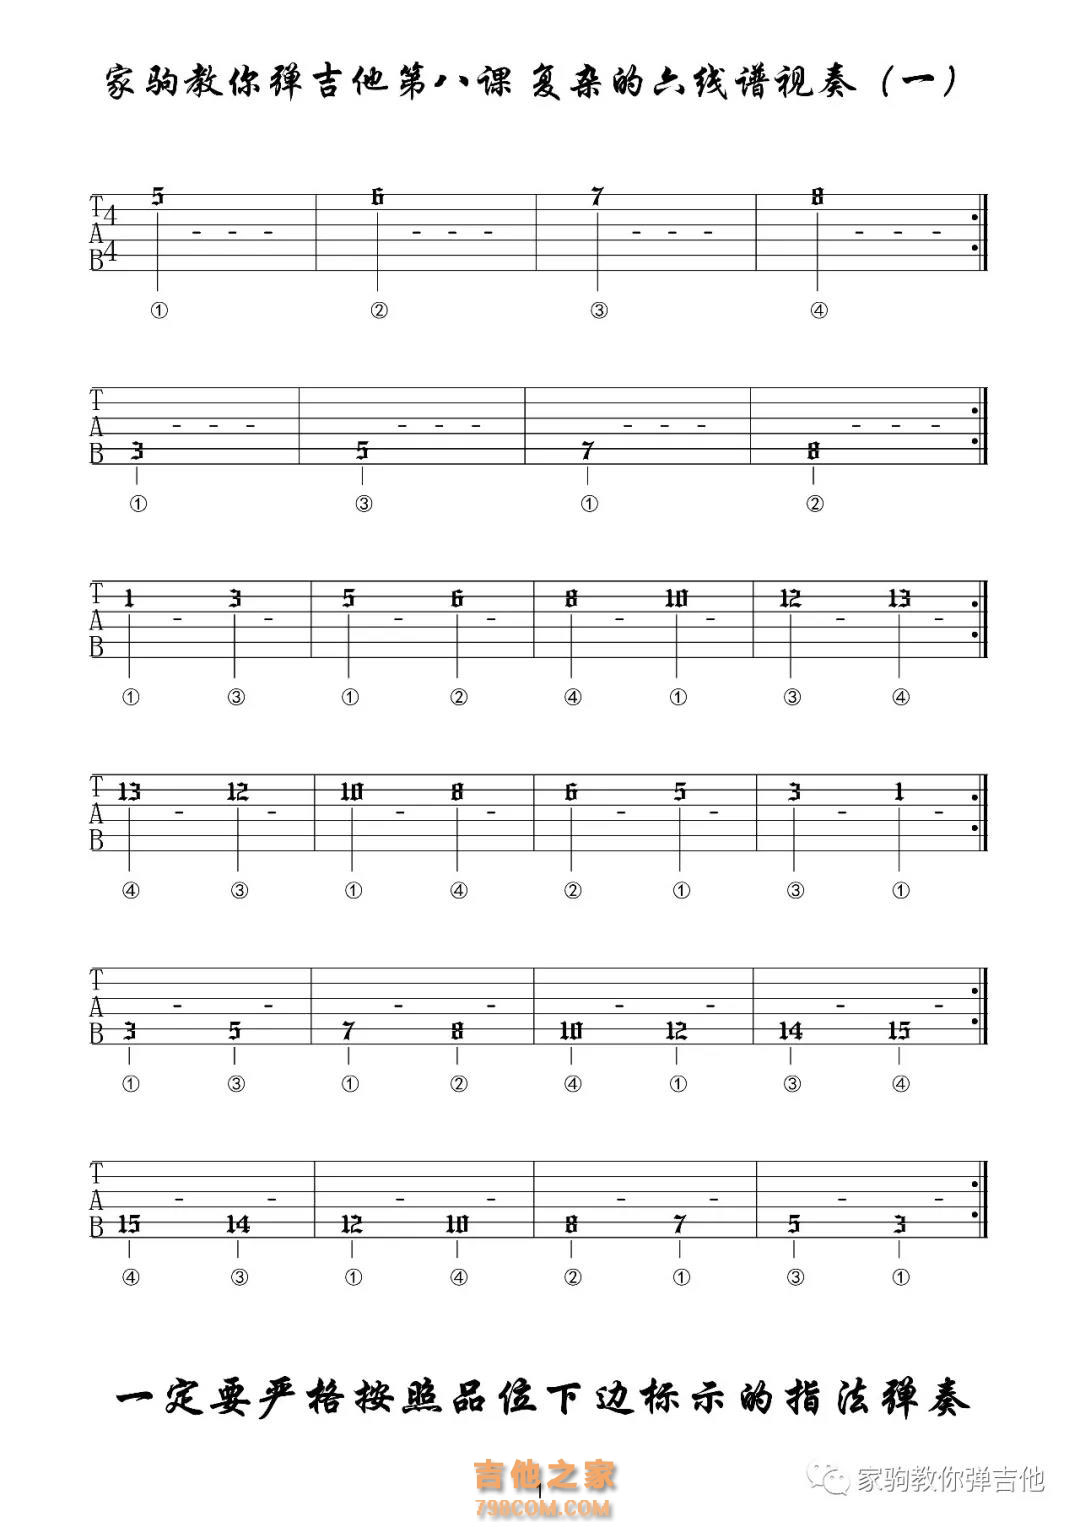 家驹教你弹吉他第八课 复杂的六线谱视奏（一）
T 4 5 - - - 6 - - - 7 - - - 8 - - -
A
B 4
① ② ③ ④
T
A - - - - - - - - - - - -
B 3 5 7 8
① ③ ① ②
T 1 - 3 - 5 - 6 - 8 - 10 - 12 - 13 -
A
B
① ③ ① ② ④ ① ③ ④
T 13 - 12 - 10 - 8 - 6 - 5 - 3 - 1 -
A
B
④ ③ ① ④ ② ① ③ ①
T
A - - - - - - - -
B 3 5 7 8 10 12 14 15
① ③ ① ② ④ ① ③ ④
T
A - - - - - - - -
B 15 14 12 10 8 7 5 3
④ ③ ① ④ ② ① ③ ①
一定要严格按照品位下边标示的指法弹奏
吉他之家
798COM.COM
1
家驹教你弹吉他